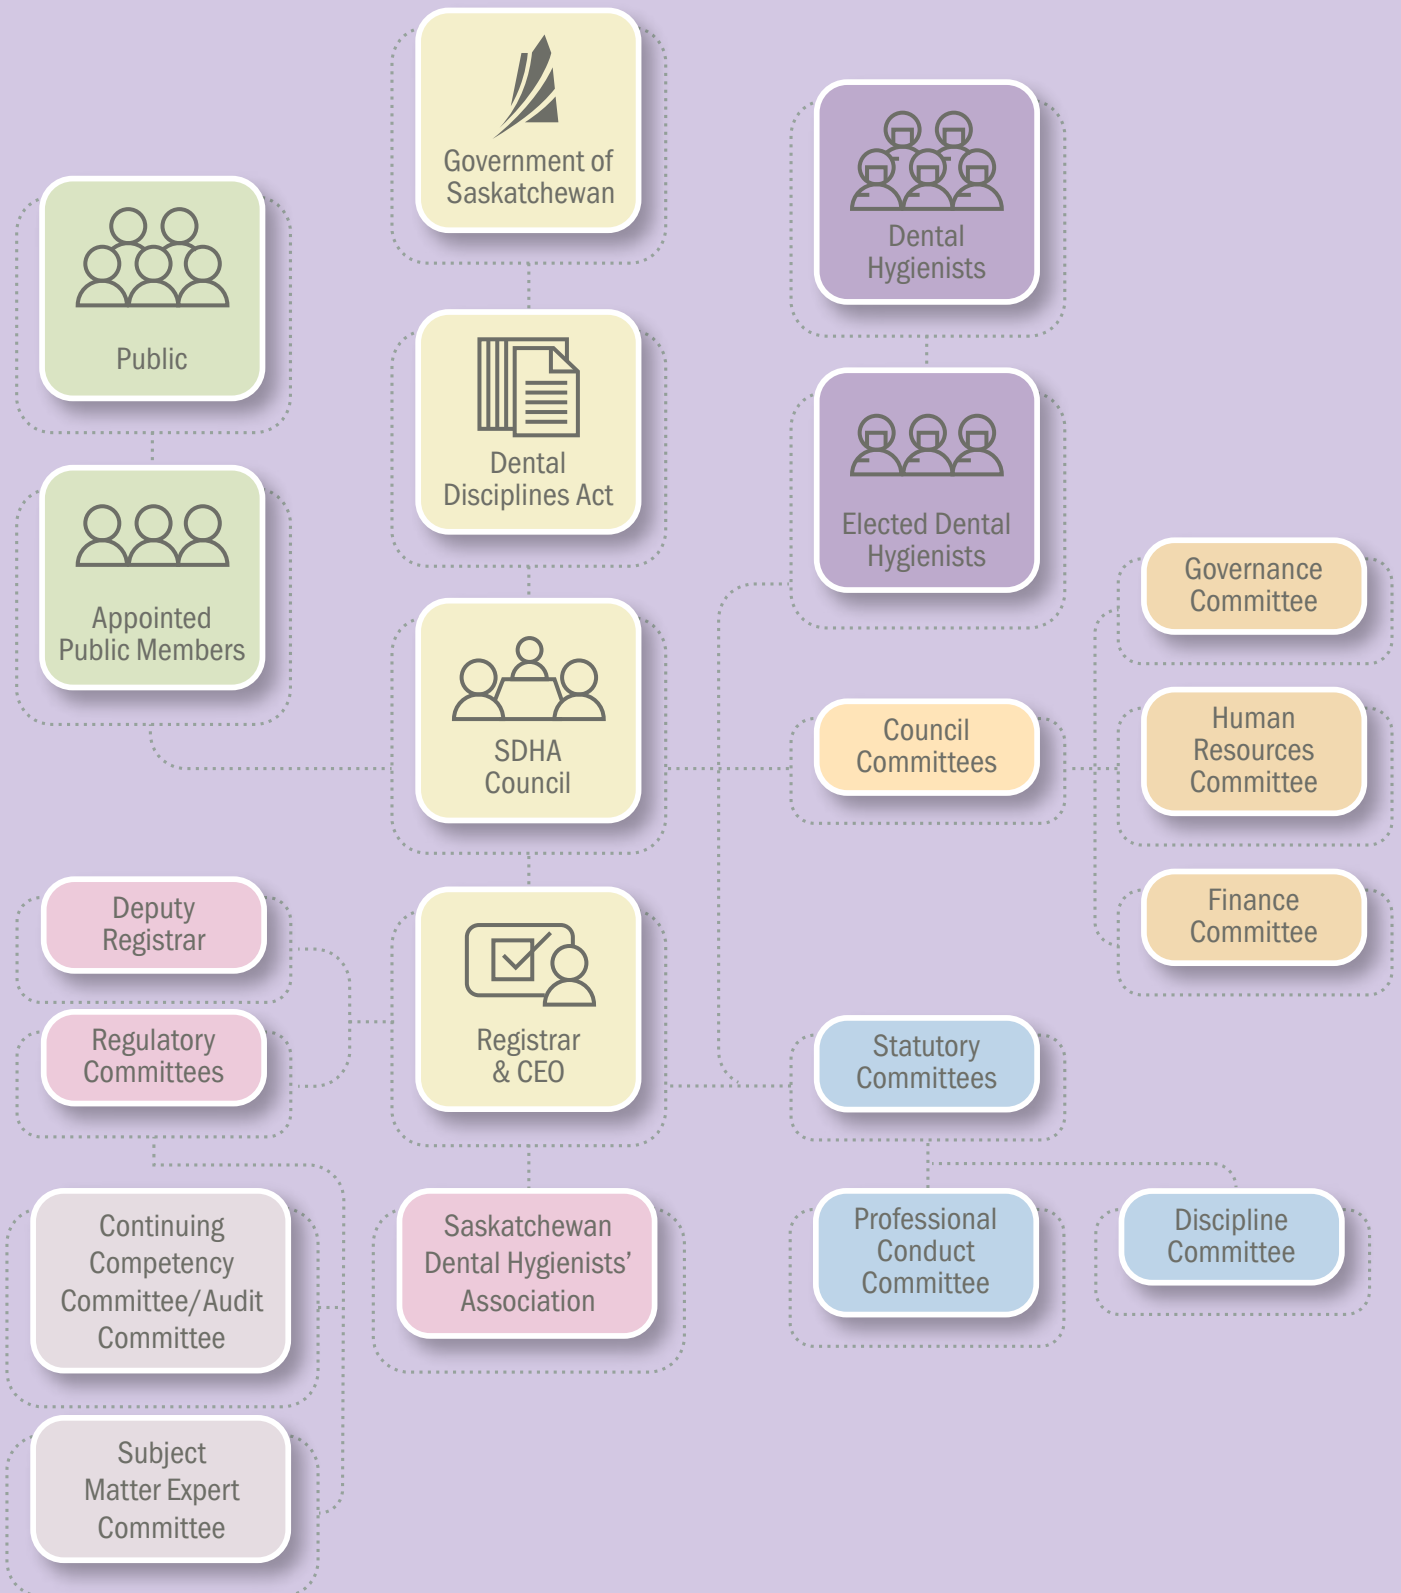 Government of
Saskatchewan
Dental
Hygienists
Public
Dental
Disciplines Act
Elected Dental
Hygienists
Appointed
Public Members
Governance
Committee
SDHA
Council
Council
Committees
Human
Resources
Committee
Finance
Committee
Deputy
Registrar
Regulatory
Committees
Registrar
& CEO
Statutory
Committees
Continuing
Competency
Committee/Audit
Committee
Saskatchewan
Dental Hygienists’
Association
Professional
Conduct
Committee
Discipline
Committee
Subject
Matter Expert
Committee